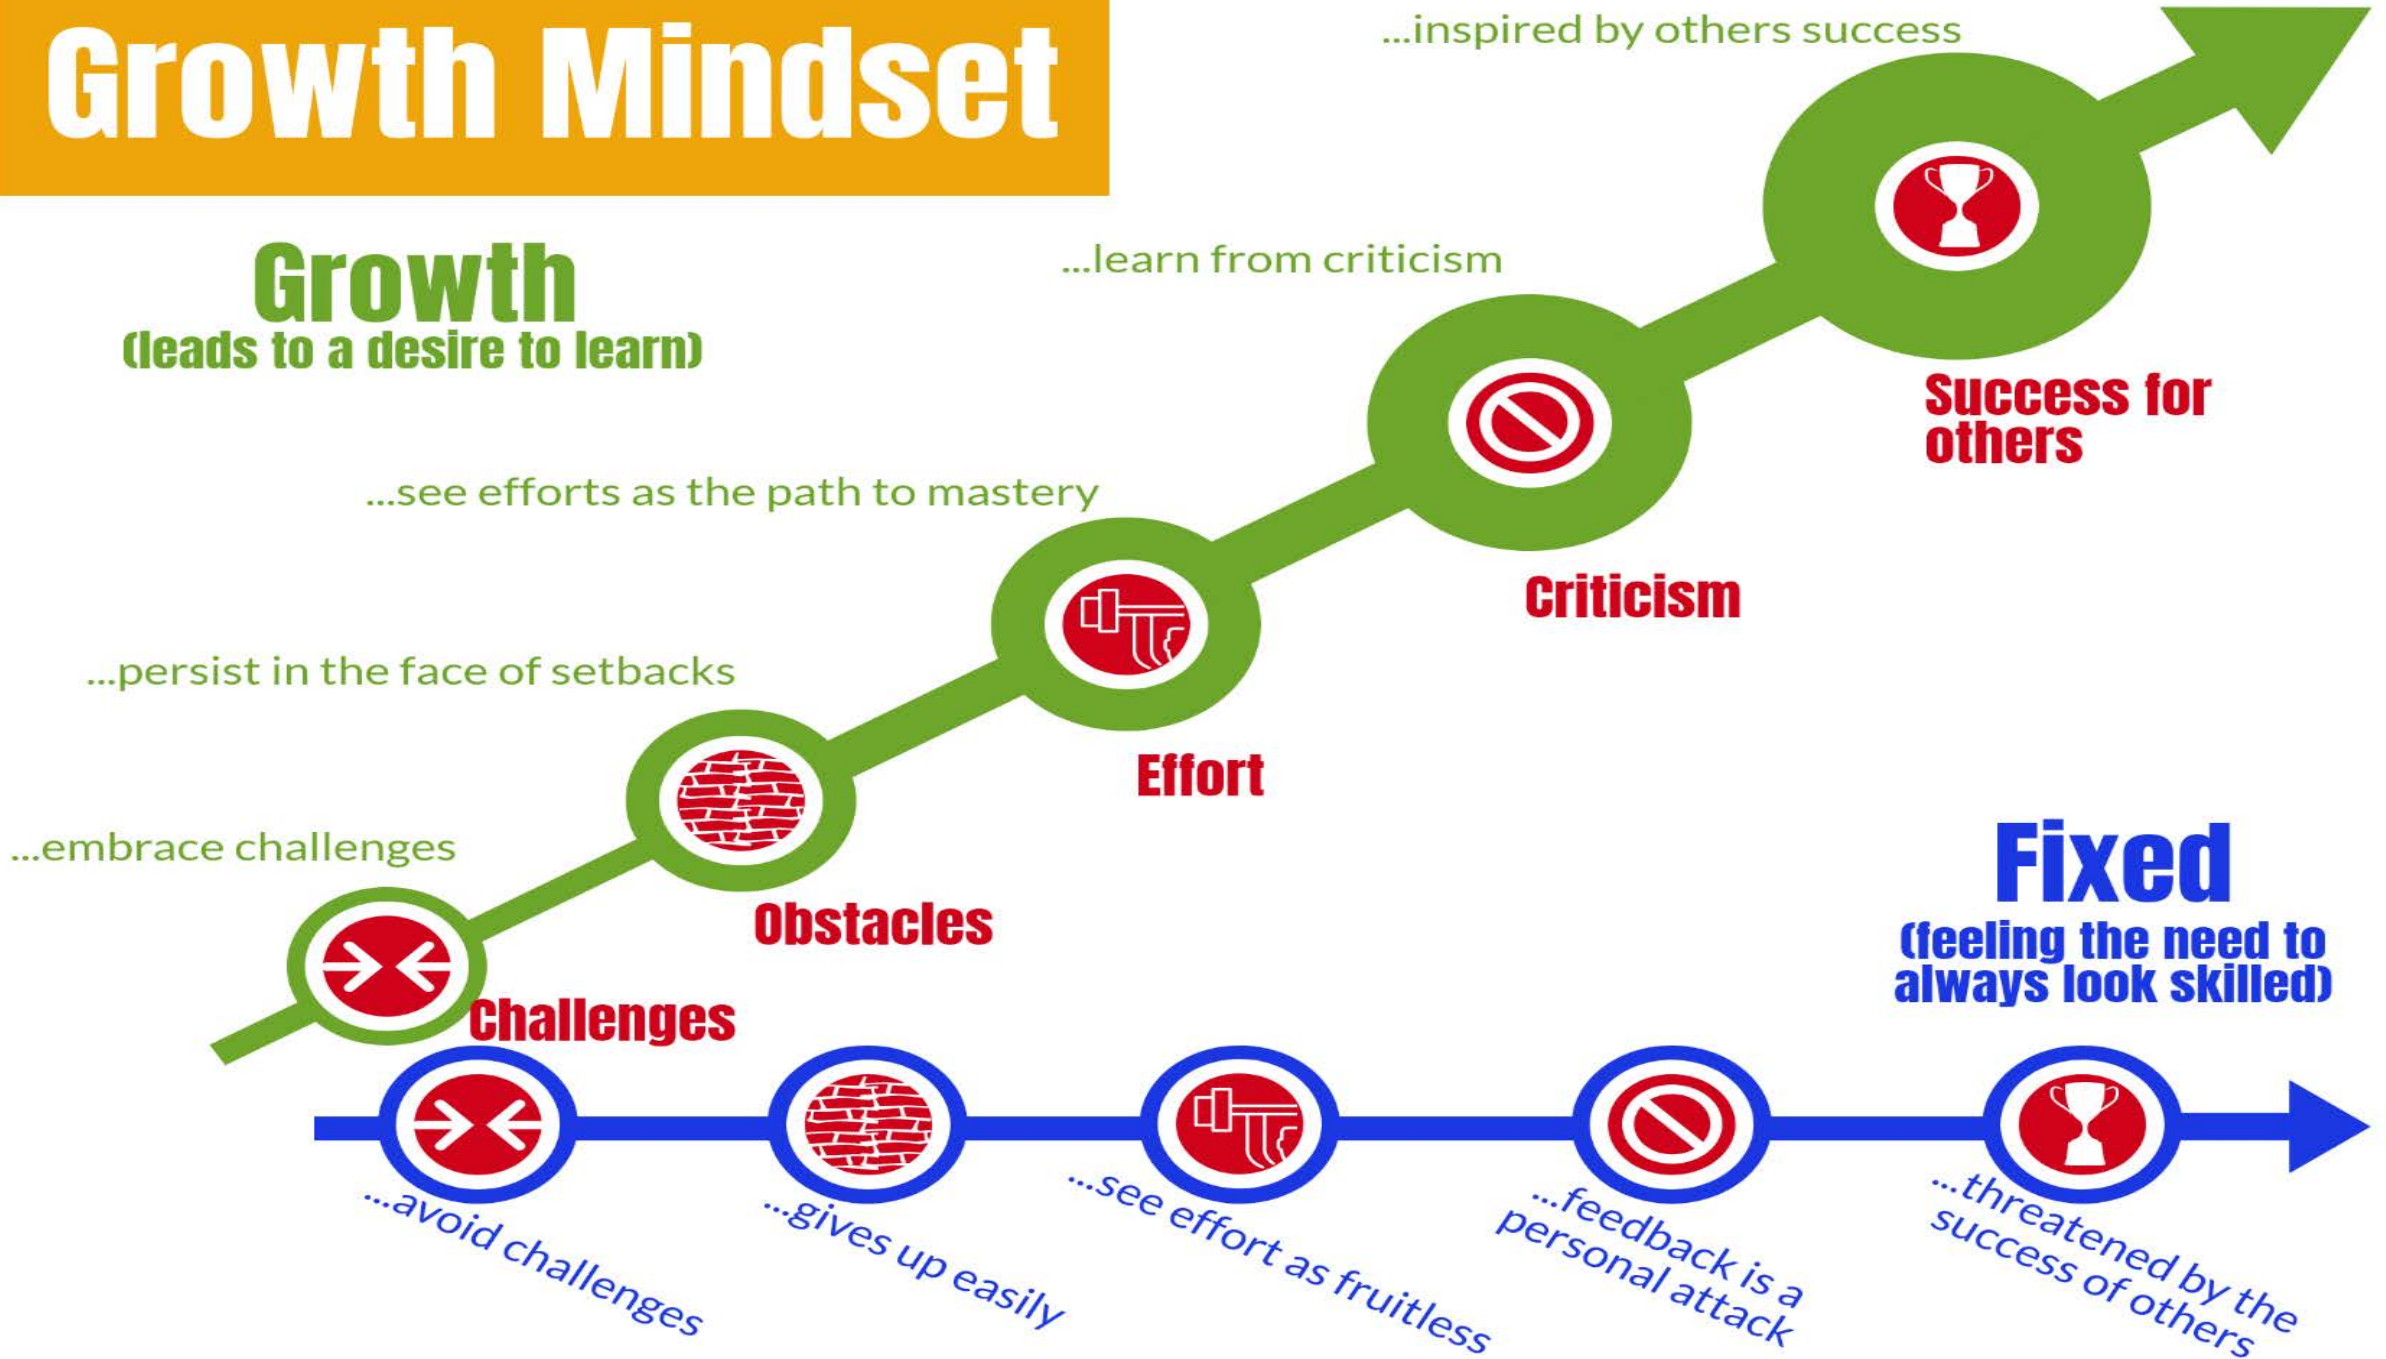 Growth Mindset
...inspired by others success
Growth
(leads to a desire to learn)
...learn from criticism
Success for
others
...see efforts as the path to mastery
Criticism
...persist in the face of setbacks
Effort
...embrace challenges
Obstacles
Fixed
(feeling the need to
always look skilled)
Challenges
...avoid challenges
...gives up easily
...see effort as fruitless
...feedback is a
personal attack
...threatened by the
success of others